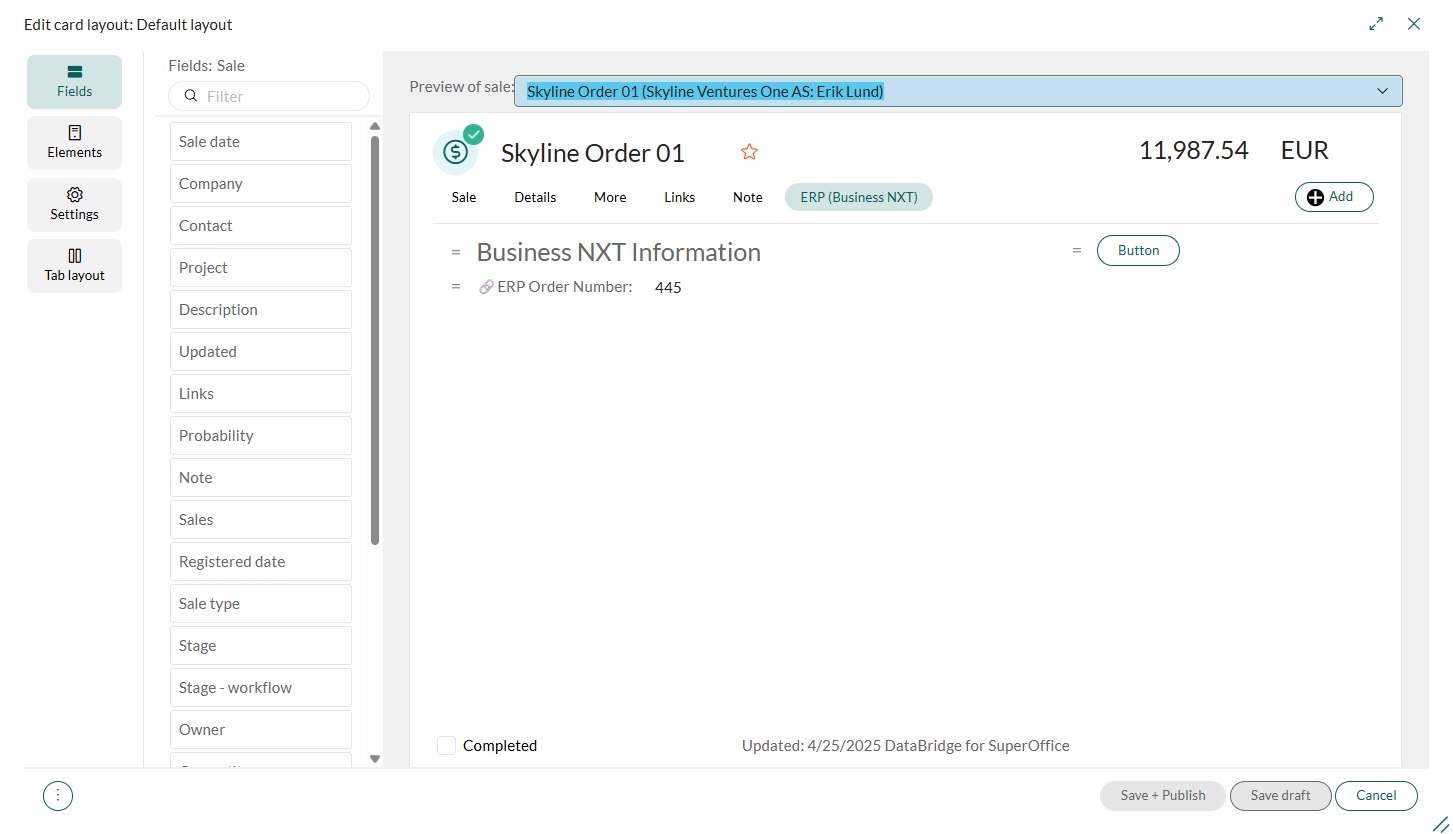 Edit card layout: Default layout
Fields
Elements
Settings
Tab layout
Fields: Sale
Filter
Sale date
Company
Contact
Project
Description
Updated
Links
Probability
Note
Sales
Registered date
Sale type
Stage
Stage - workflow
Owner
Preview of sale:
Skyline Order 01 (Skyline Ventures One AS: Erik Lund)
Skyline Order 01
11,987.54 EUR
Sale Details More Links Note ERP (Business NXT)
Add
= Business NXT Information
= Button
= ERP Order Number: 445
Completed
Updated: 4/25/2025 DataBridge for SuperOffice
Save + Publish
Save draft
Cancel